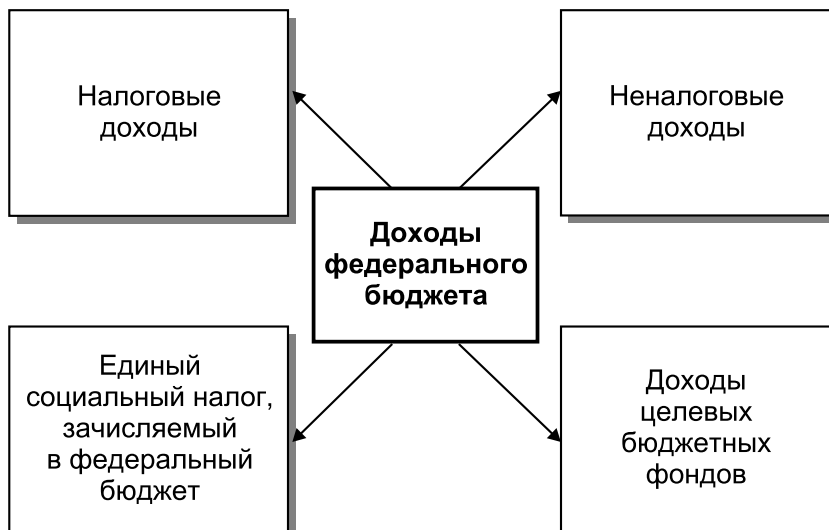 Налоговые
доходы
Неналоговые
доходы
Доходы
федерального
бюджета
Единый
социальный налог,
зачисляемый
в федеральный
бюджет
Доходы
целевых
бюджетных
фондов